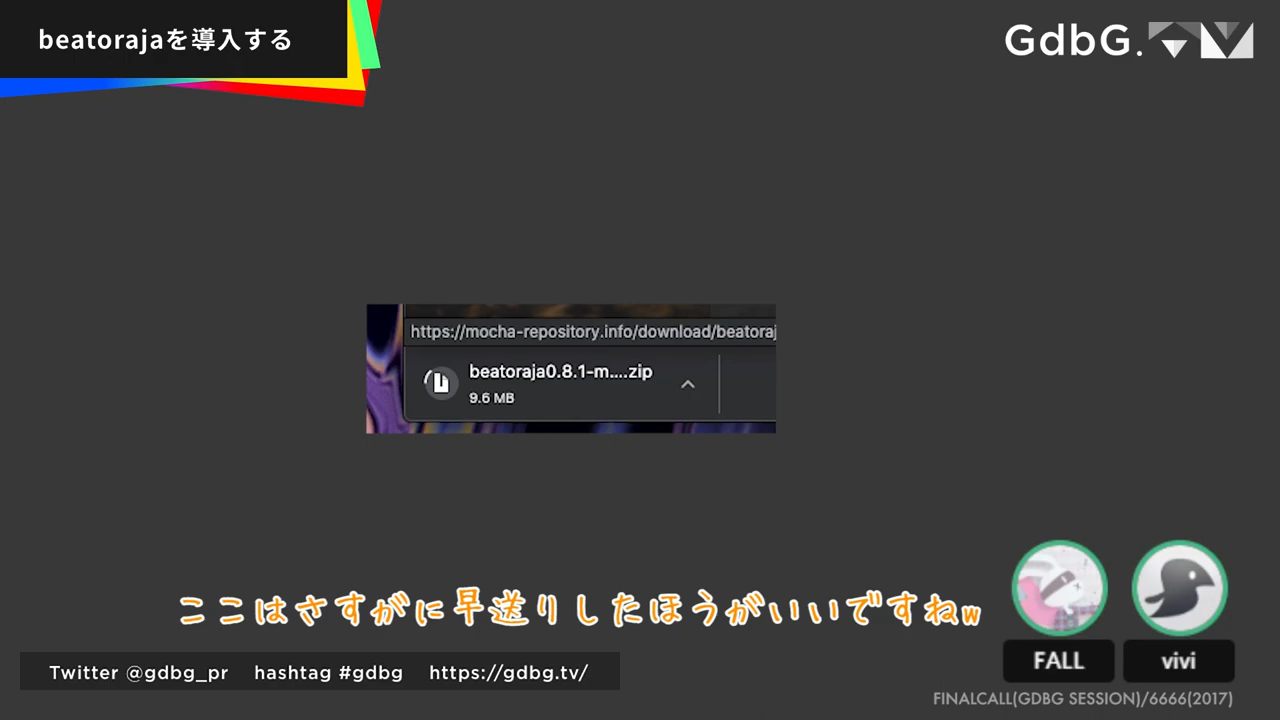 beatorajaを導入する
GdbG.TV
https://mocha-repository.info/download/beatoraj
beatoraja0.8.1-m....zip
9.6 MB
ここはさすがに早送りしたほうがいいですねw
FALL
vivi
Twitter @gdbg_pr hashtag #gdbg https://gdbg.tv/
FINALCALL(GDBG SESSION)/6666(2017)